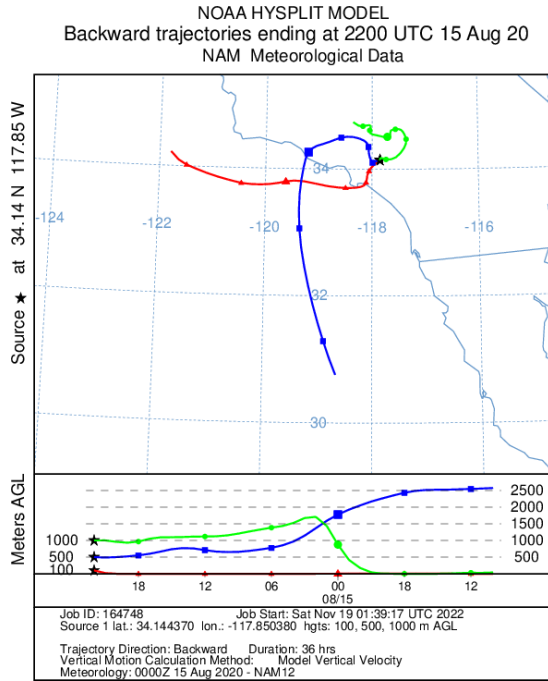 NOAA HYSPLIT MODEL
Backward trajectories ending at 2200 UTC 15 Aug 20
NAM Meteorological Data
Source ★ at 34.14 N 117.85 W
-124
-122
-120
-118
-116
34
32
30
Meters AGL
1000
500
100
2500
2000
1500
1000
500
18 12 06 00 18 12
08/15
Job ID: 164748 Job Start: Sat Nov 19 01:39:17 UTC 2022
Source 1 lat.: 34.144370 lon.: -117.850380 hgts: 100, 500, 1000 m AGL
Trajectory Direction: Backward Duration: 36 hrs
Vertical Motion Calculation Method: Model Vertical Velocity
Meteorology: 0000Z 15 Aug 2020 - NAM12